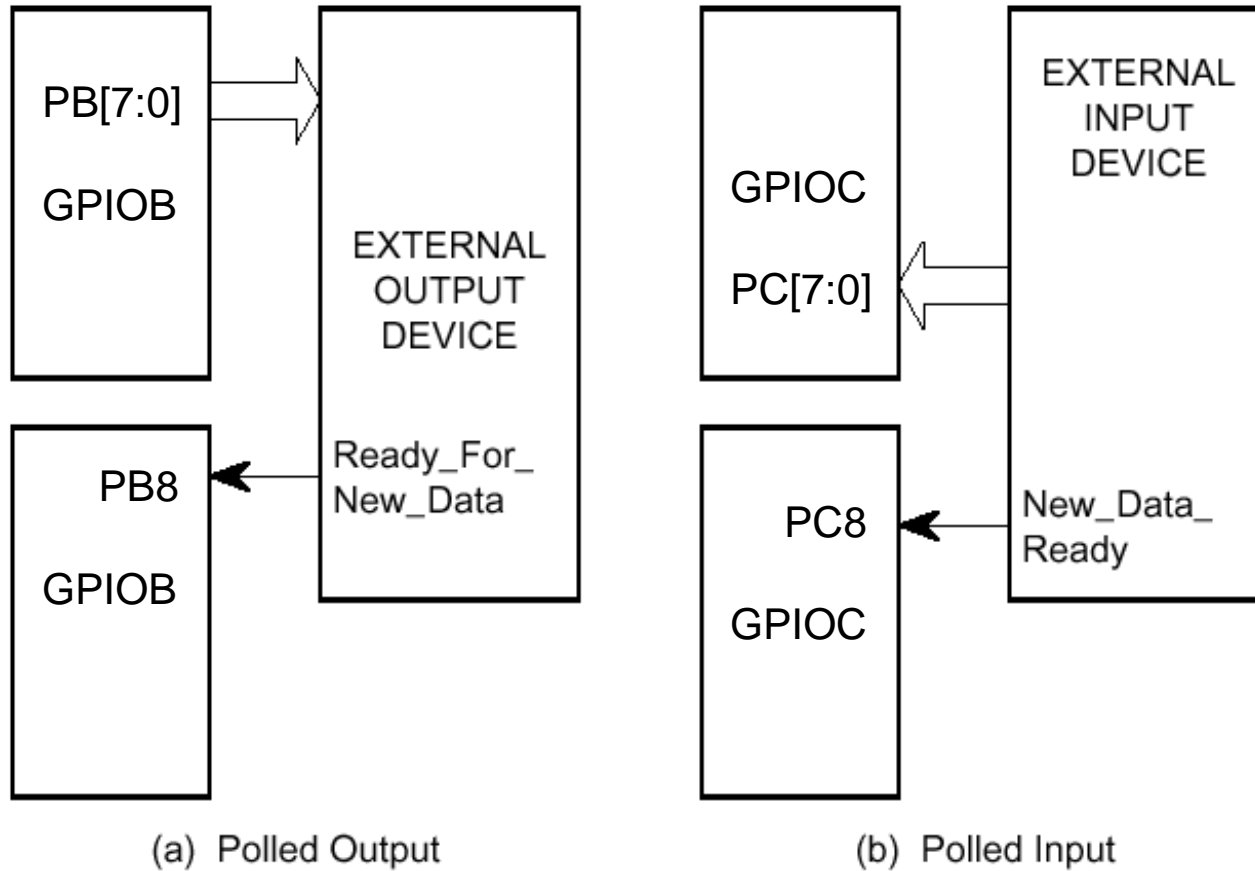 PB[7:0]
GPIOB
EXTERNAL
OUTPUT
DEVICE
PB8
GPIOB
Ready_For_
New_Data
(a) Polled Output
EXTERNAL
INPUT
DEVICE
GPIOC
PC[7:0]
PC8
GPIOC
New_Data_
Ready
(b) Polled Input